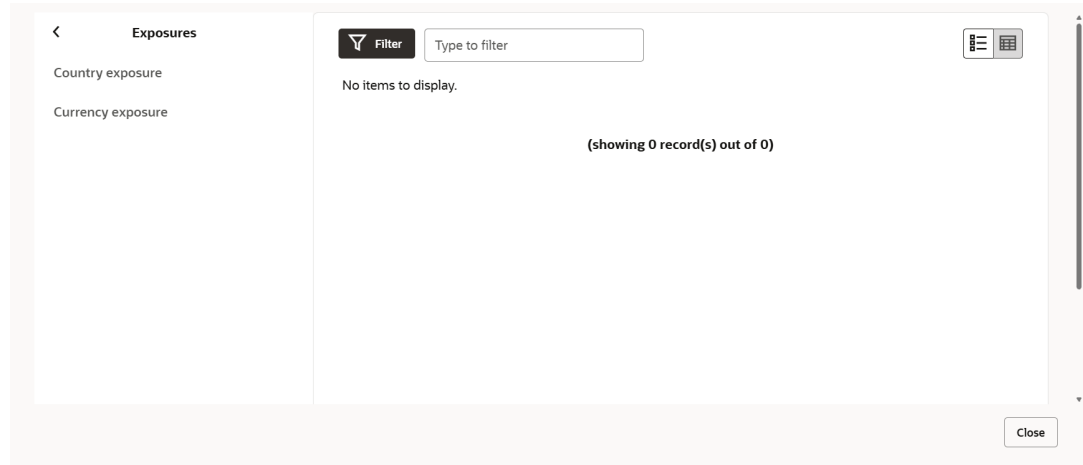 Exposures
Country exposure
Currency exposure
Filter
Type to filter
No items to display.
(showing 0 record(s) out of 0)
Close